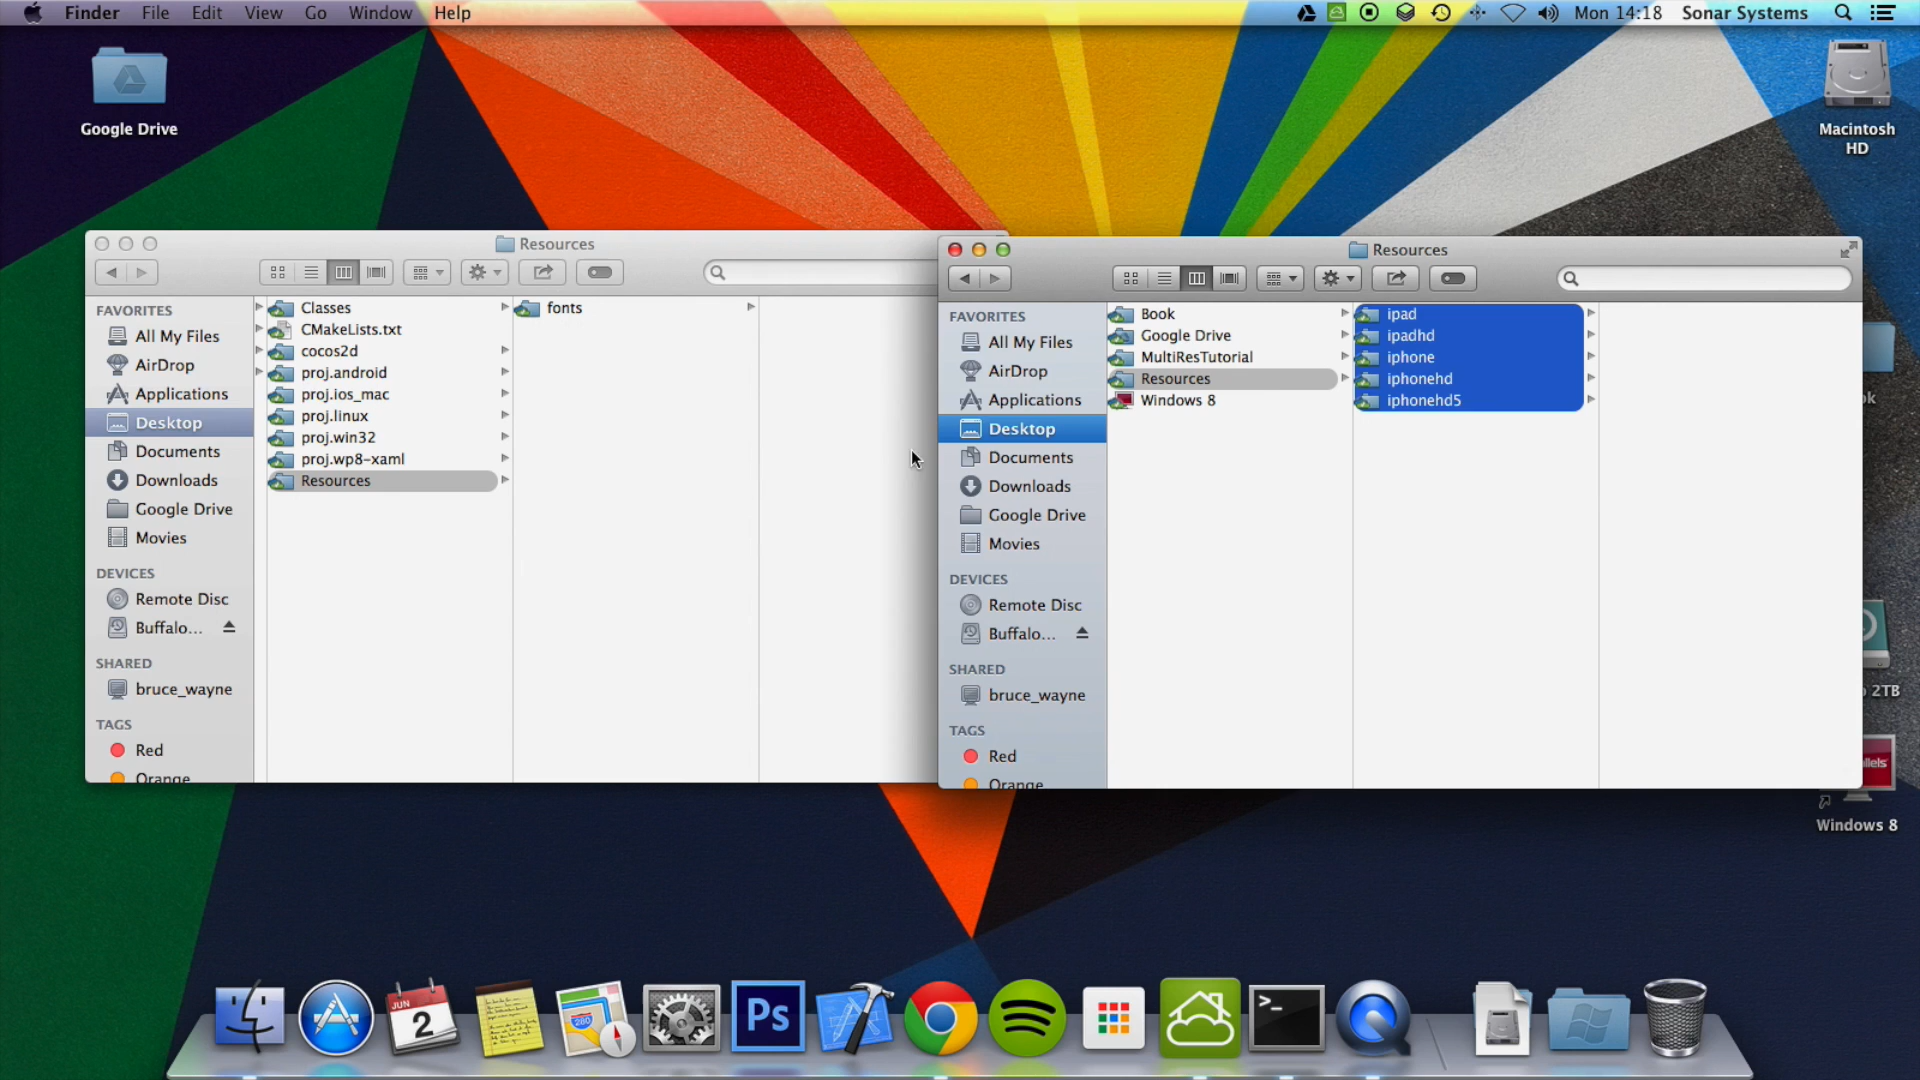 Finder File Edit View Go Window Help
Mon 14:18 Sonar Systems
Google Drive
Macintosh
HD
Resources
FAVORITES
All My Files
AirDrop
Applications
Desktop
Documents
Downloads
Google Drive
Movies
DEVICES
Remote Disc
Buffalo...
SHARED
bruce_wayne
TAGS
Red
Orange
Classes
CMakeLists.txt
cocos2d
proj.android
proj.ios_mac
proj.linux
proj.win32
proj.wp8-xaml
Resources
fonts
Resources
FAVORITES
All My Files
AirDrop
Applications
Desktop
Documents
Downloads
Google Drive
Movies
DEVICES
Remote Disc
Buffalo...
SHARED
bruce_wayne
TAGS
Red
Orange
Book
Google Drive
MultiResTutorial
Resources
Windows 8
ipad
ipadhd
iphone
iphonehd
iphonehd5
2TB
Windows 8
JUN
2
280
Ps
>_